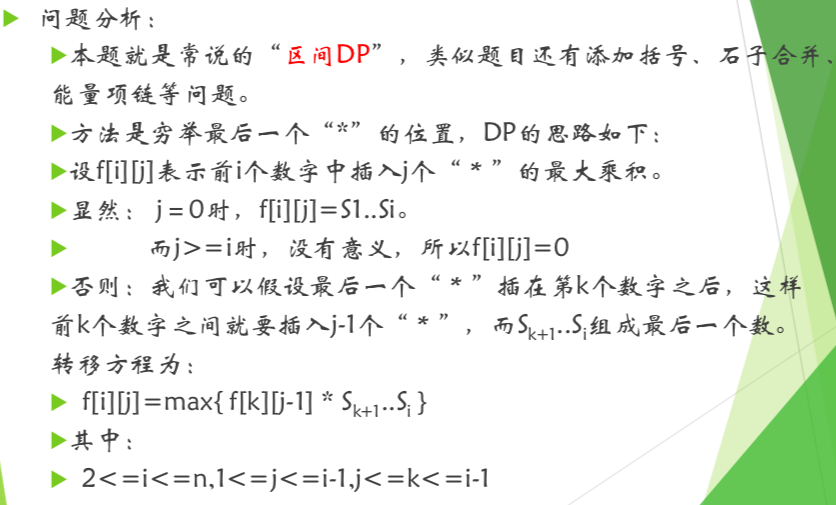 问题分析：
本题就是常说的“区间DP”，类似题目还有添加括号、石子合并、
能量项链等问题。
方法是穷举最后一个“*”的位置，DP的思路如下：
设f[i][j]表示前i个数字中插入j个“*”的最大乘积。
显然：j=0时，f[i][j]=S1..Si。
而j>=i时，没有意义，所以f[i][j]=0
否则：我们可以假设最后一个“*”插在第k个数字之后，这样
前k个数字之间就要插入j-1个“*”，而Sk+1..Si组成最后一个数。
转移方程为：
f[i][j]=max{ f[k][j-1] * Sk+1..Si }
其中：
2<=i<=n,1<=j<=i-1,j<=k<=i-1